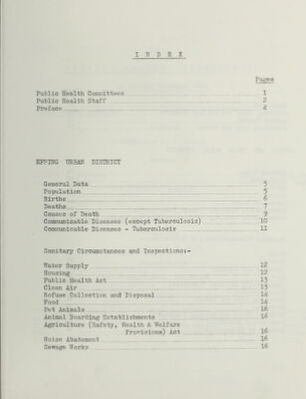 I N D E X
Pages
Public Health Committees 1
Public Health Staff 2
Preface 4
EPPING URBAN DISTRICT
General Data 5
Population 5
Births 6
Deaths 7
Causes of Death 9
Communicable Diseases (except Tuberculosis) 10
Communicable Diseases - Tuberculosis 11
Sanitary Circumstances and Inspections:-
Water Supply 12
Housing 12
Public Health Act 13
Clean Air 13
Refuse Collection and Disposal 14
Food 14
Pet Animals 16
Animal Boarding Establishments 16
Agriculture (Safety, Health & Welfare
Provisions) Act 16
Noise Abatement 16
Sewage Works 16